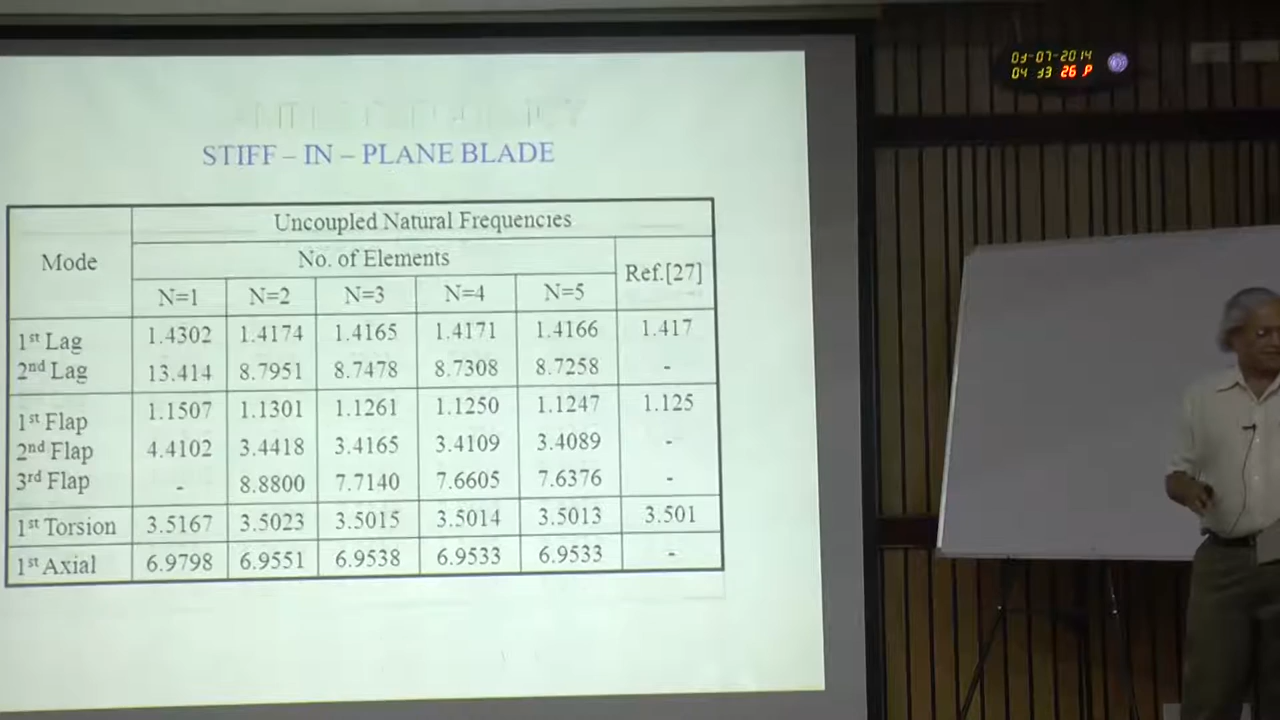 03-07-2014
04 33 26 P
STIFF – IN – PLANE BLADE
Mode Uncoupled Natural Frequencies
No. of Elements Ref.[27]
N=1 N=2 N=3 N=4 N=5
1st Lag 1.4302 1.4174 1.4165 1.4171 1.4166 1.417
2nd Lag 13.414 8.7951 8.7478 8.7308 8.7258 -
1st Flap 1.1507 1.1301 1.1261 1.1250 1.1247 1.125
2nd Flap 4.4102 3.4418 3.4165 3.4109 3.4089 -
3rd Flap - 8.8800 7.7140 7.6605 7.6376 -
1st Torsion 3.5167 3.5023 3.5015 3.5014 3.5013 3.501
1st Axial 6.9798 6.9551 6.9538 6.9533 6.9533 -